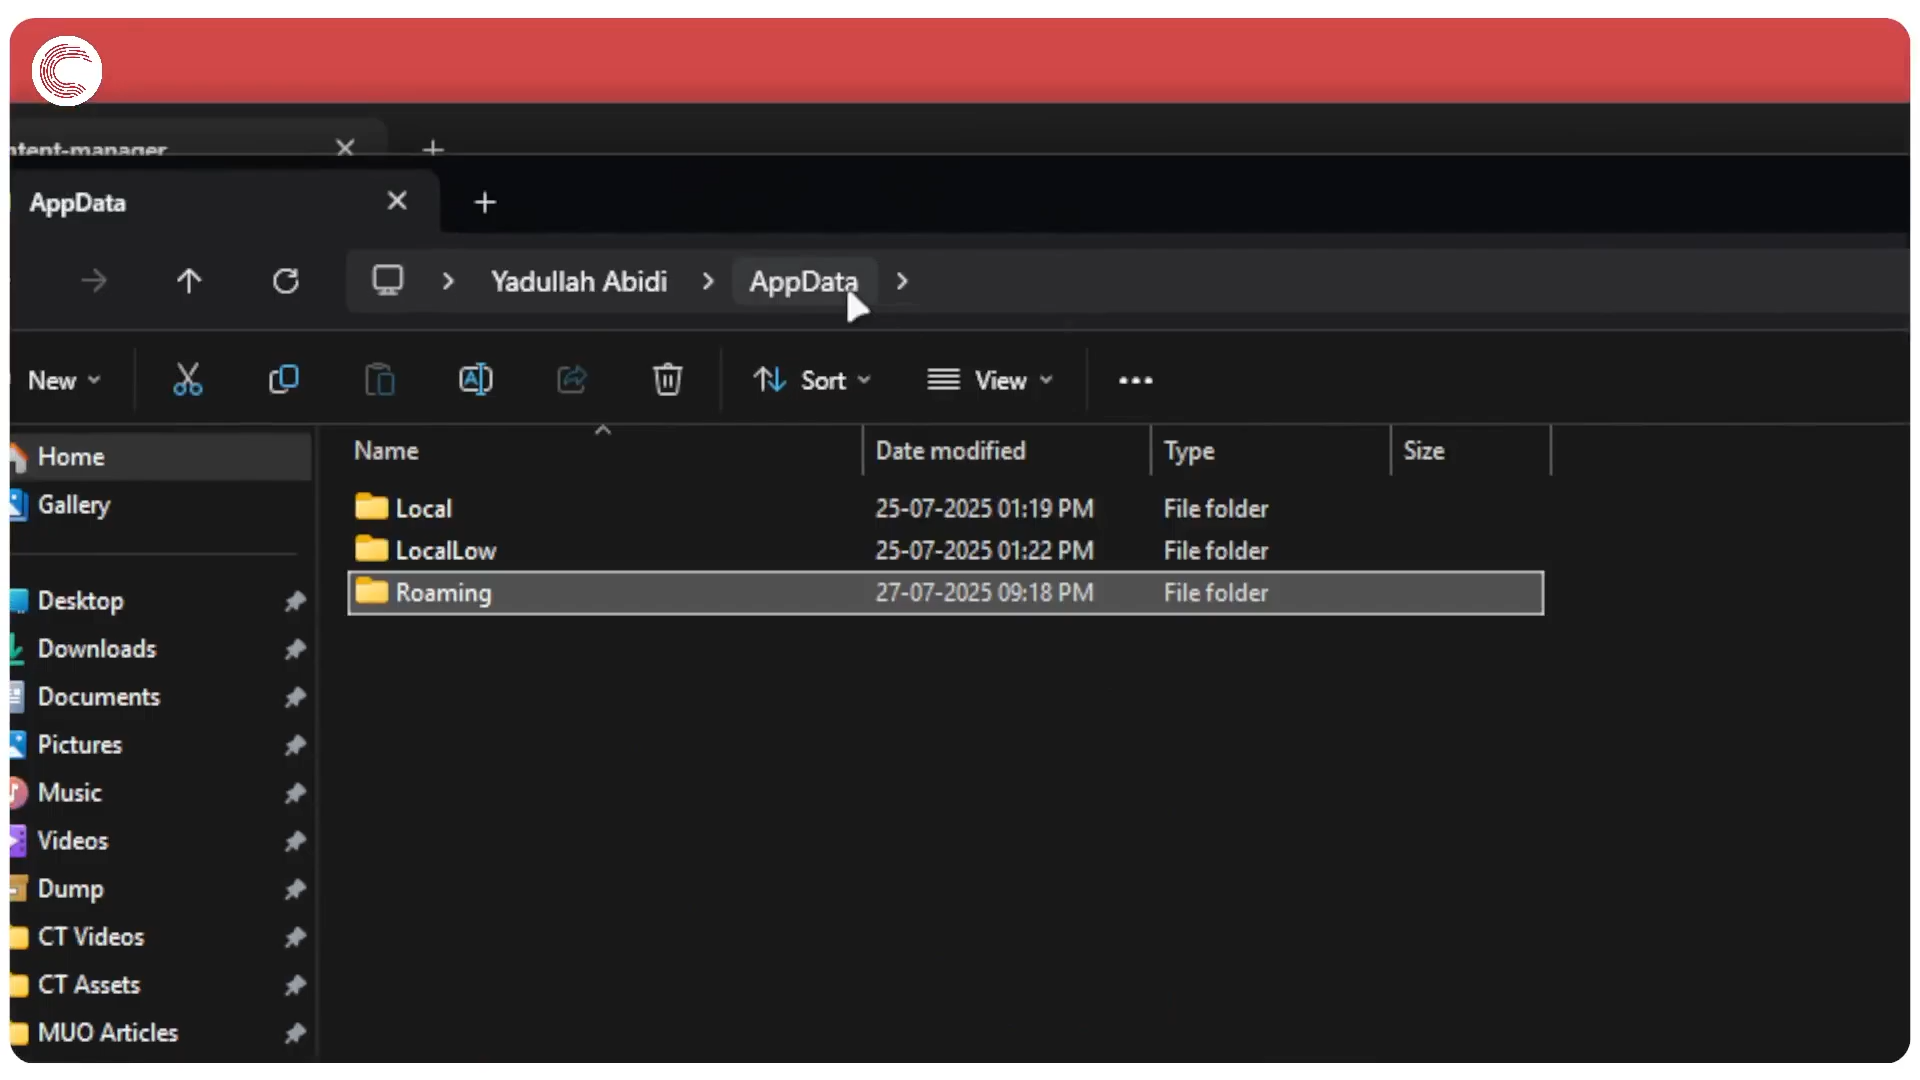 ntent-manager
AppData
Yadullah Abidi > AppData >
New Sort View
Name Date modified Type Size
Home
Gallery
Local 25-07-2025 01:19 PM File folder
LocalLow 25-07-2025 01:22 PM File folder
Roaming 27-07-2025 09:18 PM File folder
Desktop
Downloads
Documents
Pictures
Music
Videos
Dump
CT Videos
CT Assets
MUO Articles